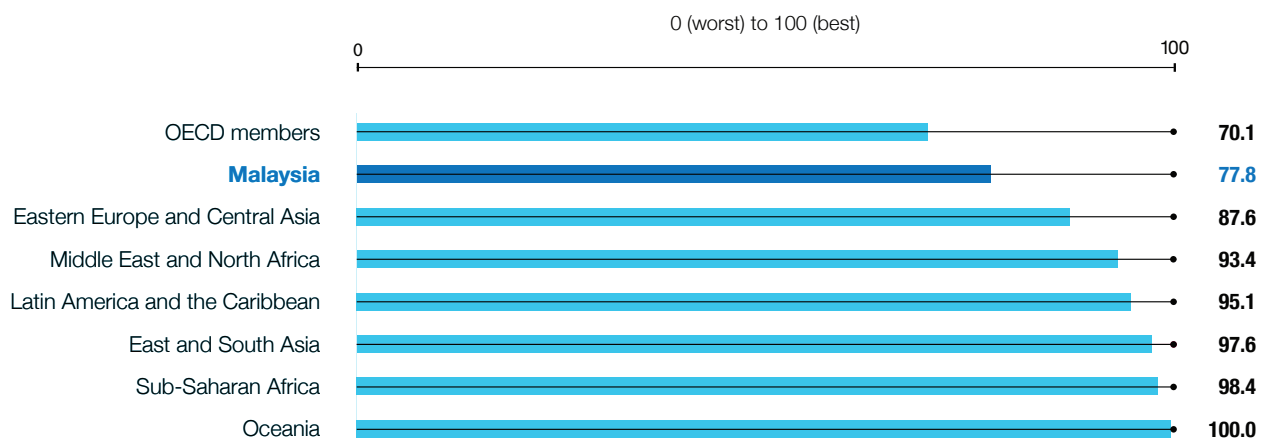 0 (worst) to 100 (best)
0 100
OECD members 70.1
Malaysia 77.8
Eastern Europe and Central Asia 87.6
Middle East and North Africa 93.4
Latin America and the Caribbean 95.1
East and South Asia 97.6
Sub-Saharan Africa 98.4
Oceania 100.0